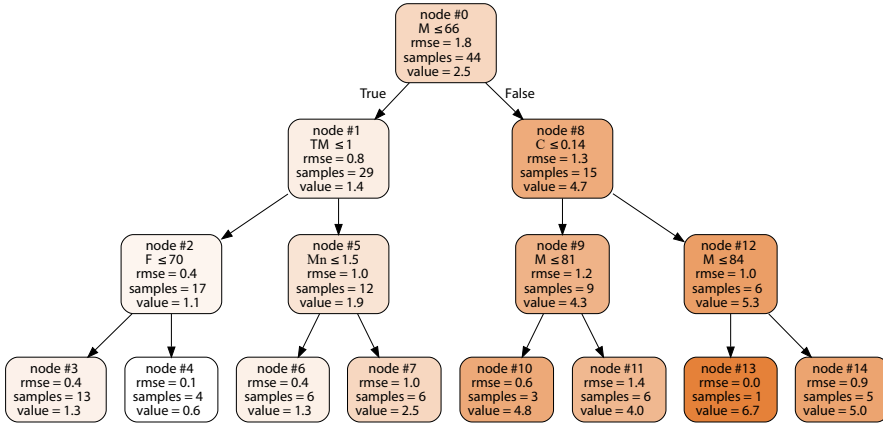 node #0
M ≤ 66
rmse = 1.8
samples = 44
value = 2.5
True
False
node #1
TM ≤ 1
rmse = 0.8
samples = 29
value = 1.4
node #8
C ≤ 0.14
rmse = 1.3
samples = 15
value = 4.7
node #2
F ≤ 70
rmse = 0.4
samples = 17
value = 1.1
node #5
Mn ≤ 1.5
rmse = 1.0
samples = 12
value = 1.9
node #9
M ≤ 81
rmse = 1.2
samples = 9
value = 4.3
node #12
M ≤ 84
rmse = 1.0
samples = 6
value = 5.3
node #3
rmse = 0.4
samples = 13
value = 1.3
node #4
rmse = 0.1
samples = 4
value = 0.6
node #6
rmse = 0.4
samples = 6
value = 1.3
node #7
rmse = 1.0
samples = 6
value = 2.5
node #10
rmse = 0.6
samples = 3
value = 4.8
node #11
rmse = 1.4
samples = 6
value = 4.0
node #13
rmse = 0.0
samples = 1
value = 6.7
node #14
rmse = 0.9
samples = 5
value = 5.0